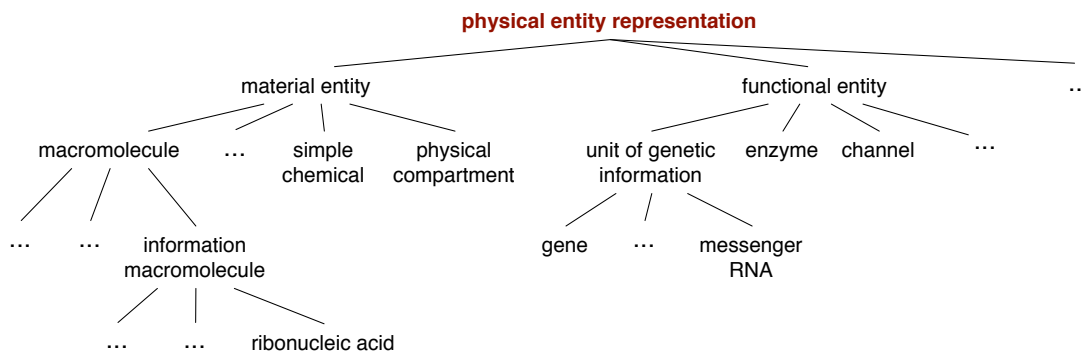 physical entity representation
material entity
functional entity
..
macromolecule
...
simple
chemical
physical
compartment
unit of genetic
information
enzyme
channel
...
...
...
information
macromolecule
gene
...
messenger
RNA
...
...
ribonucleic acid